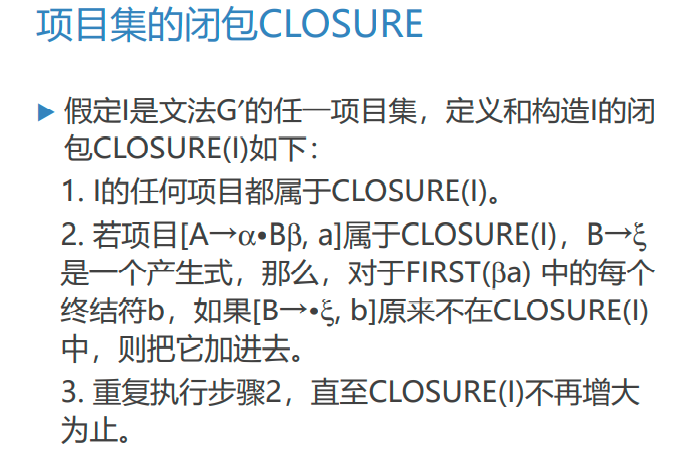 项目集的闭包CLOSURE
假定I是文法G′的任一项目集，定义和构造I的闭
包CLOSURE(I)如下：
1. I的任何项目都属于CLOSURE(I)。
2. 若项目[A→α•Bβ, a]属于CLOSURE(I)，B→ξ
是一个产生式，那么，对于FIRST(βa) 中的每个
终结符b，如果[B→•ξ, b]原来不在CLOSURE(I)
中，则把它加进去。
3. 重复执行步骤2，直至CLOSURE(I)不再增大
为止。